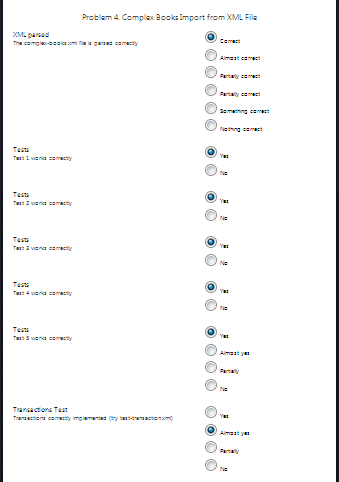 Problem 4. Complex Books Import from XML File
XML parsed
The complex-books.xml file is parsed correctly
Correct
Almost correct
Partially correct
Partially correct
Something correct
Nothing correct
Tests
Test 1 works correctly
Yes
No
Tests
Test 2 works correctly
Yes
No
Tests
Test 3 works correctly
Yes
No
Tests
Test 4 works correctly
Yes
No
Tests
Test 5 works correctly
Yes
Almost yes
Partially
No
Transactions Test
Transactions correctly implemented (try test-transaction.xml)
Yes
Almost yes
Partially
No